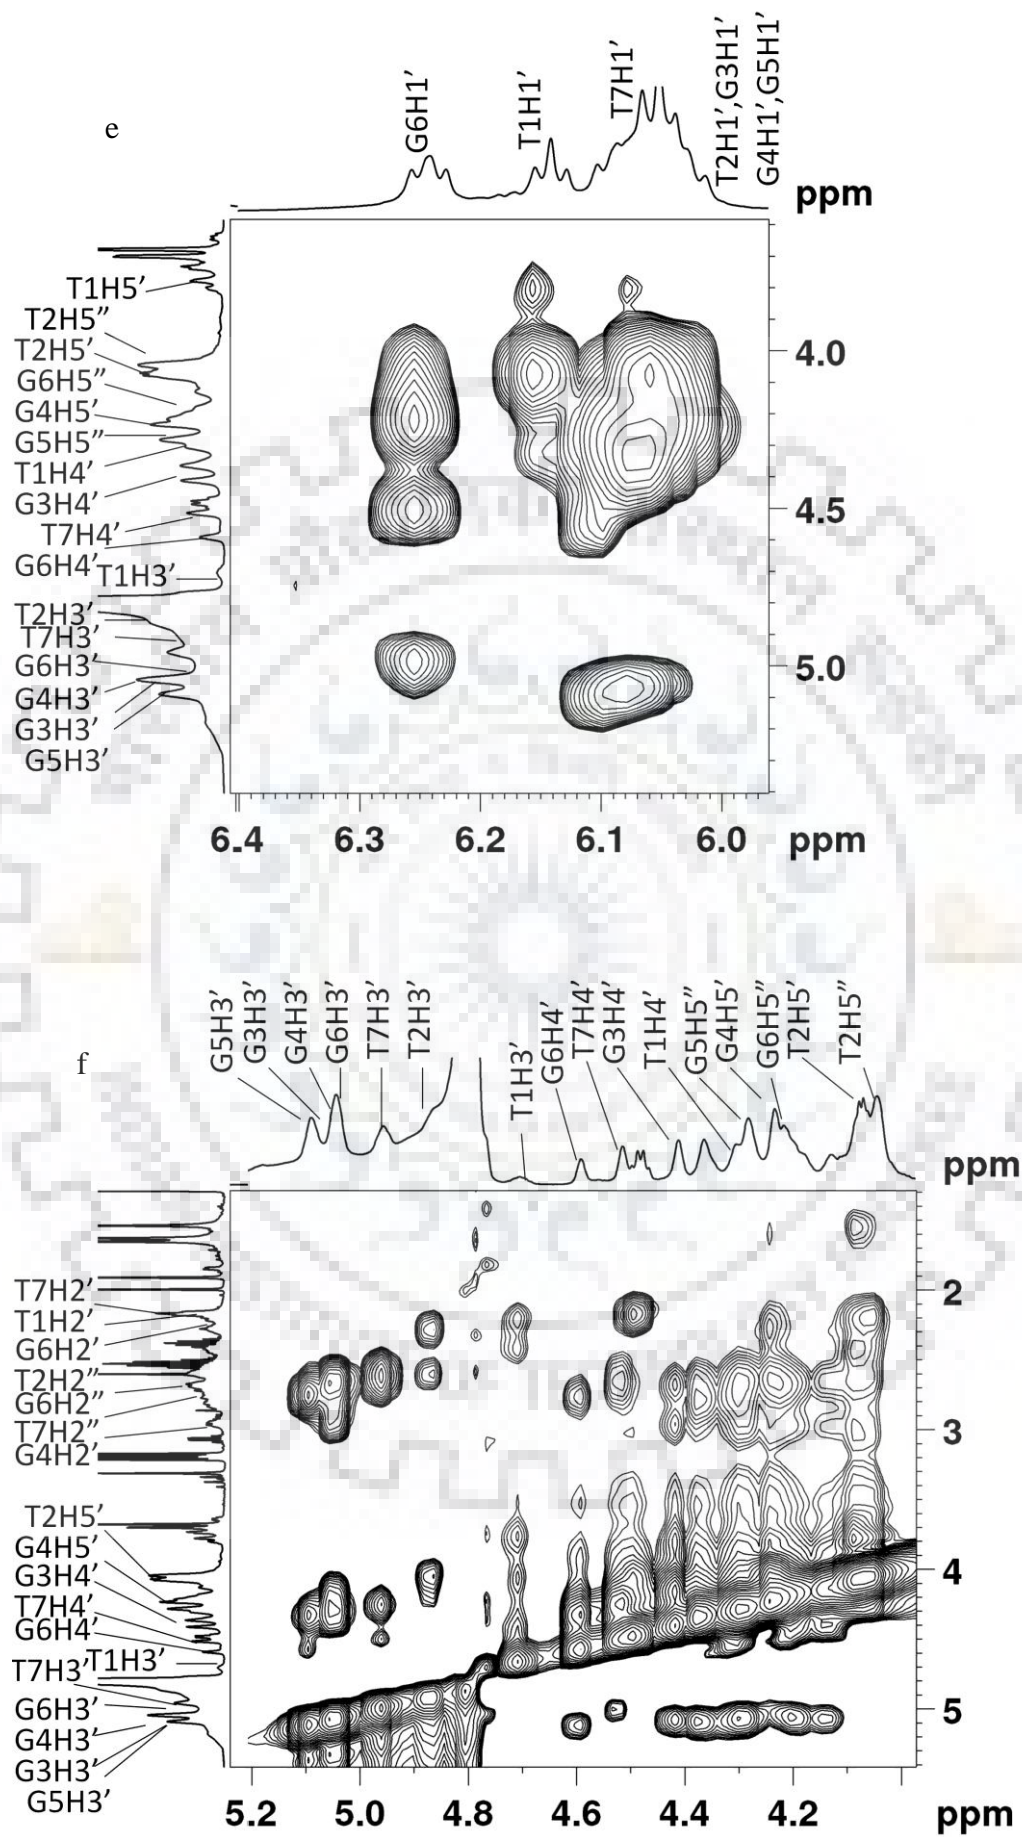 e
G6H1’
T1H1’
T7H1’
T2H1’,G3H1’
G4H1’,G5H1’
ppm
T1H5’
T2H5’’
T2H5’
G6H5’’
G4H5’
G5H5’’
T1H4’
G3H4’
T7H4’
G6H4’
T1H3’
T2H3’
T7H3’
G6H3’
G4H3’
G3H3’
G5H3’
4.0
4.5
5.0
6.4 6.3 6.2 6.1 6.0 ppm
f
G5H3’
G3H3’
G4H3’
G6H3’
T7H3’
T2H3’
T1H3’
G6H4’
T7H4’
G3H4’
T1H4’
G5H5’’
G4H5’
G6H5’’
T2H5’
T2H5’’
ppm
T7H2’
T1H2’
G6H2’
T2H2’’
G6H2’’
T7H2’’
G4H2’
T2H5’
G4H5’
G3H4’
T7H4’
G6H4’
T7H3’
T1H3’
G6H3’
G4H3’
G3H3’
G5H3’
2
3
4
5
5.2 5.0 4.8 4.6 4.4 4.2 ppm